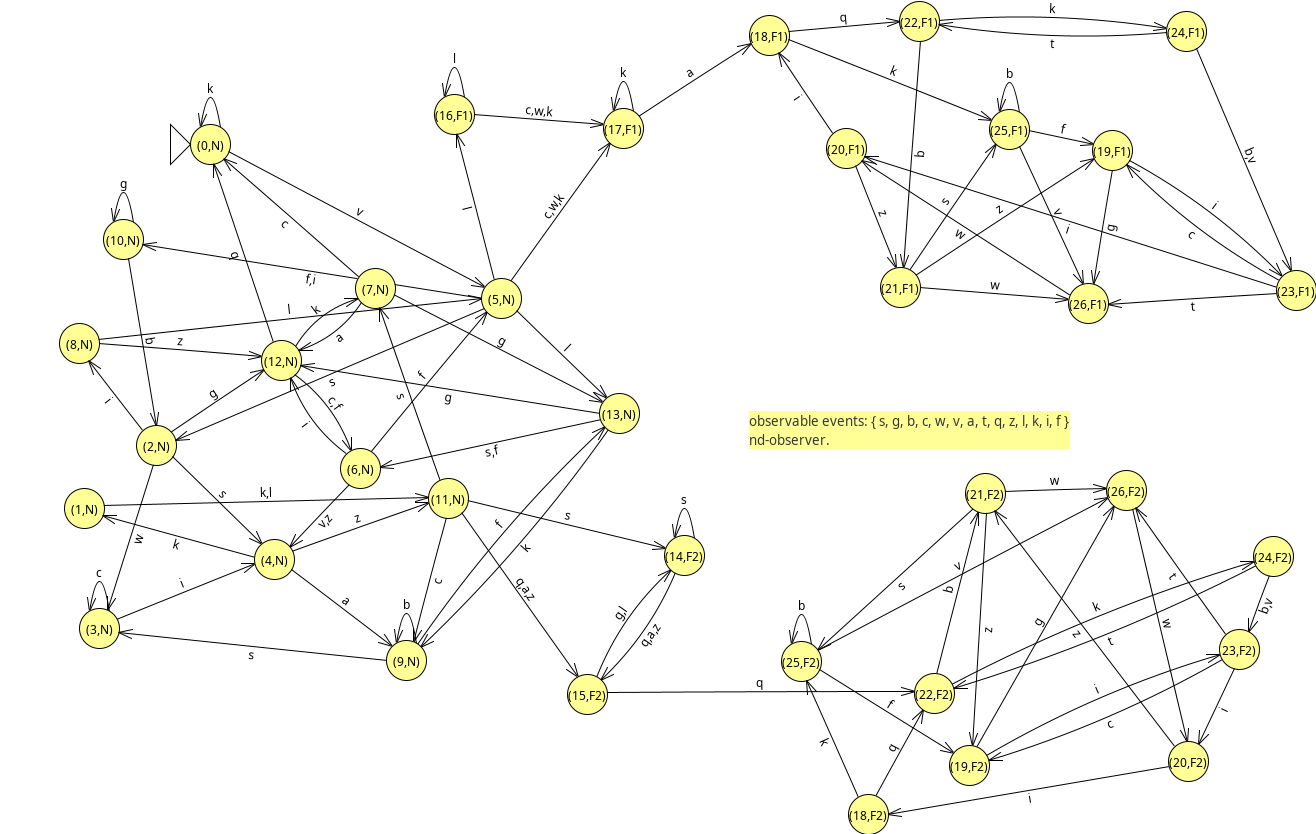 k
(0,N)
v
g
(10,N)
b
q
c
f,i
(7,N)
(5,N)
l
(8,N)
z
k
a
(12,N)
g
s
l
g
i
g
(2,N)
c,f
i
f
s
(13,N)
s,f
(6,N)
s
w
k,l
(1,N)
k
z
v,z
(11,N)
(4,N)
s
f
k
c
i
a
c
(3,N)
s
b
(9,N)
q,a,z
s
(14,F2)
g,l
q,a,z
(15,F2)
q
l
(16,F1)
c,w,k
l
c,w,k
k
(17,F1)
a
(18,F1)
q
(22,F1)
k
t
(24,F1)
k
i
b
b
(25,F1)
f
(19,F1)
b,v
(20,F1)
z
s
z
w
v
i
g
i
c
(21,F1)
w
(26,F1)
t
(23,F1)
observable events: { s, g, b, c, w, v, a, t, q, z, l, k, i, f }
nd-observer.
(21,F2)
w
(26,F2)
s
v
b
z
g
z
t
w
(24,F2)
k
t
b,v
b
(25,F2)
(22,F2)
23,F2)
f
i
c
i
k
q
(19,F2)
(20,F2)
i
(18,F2)